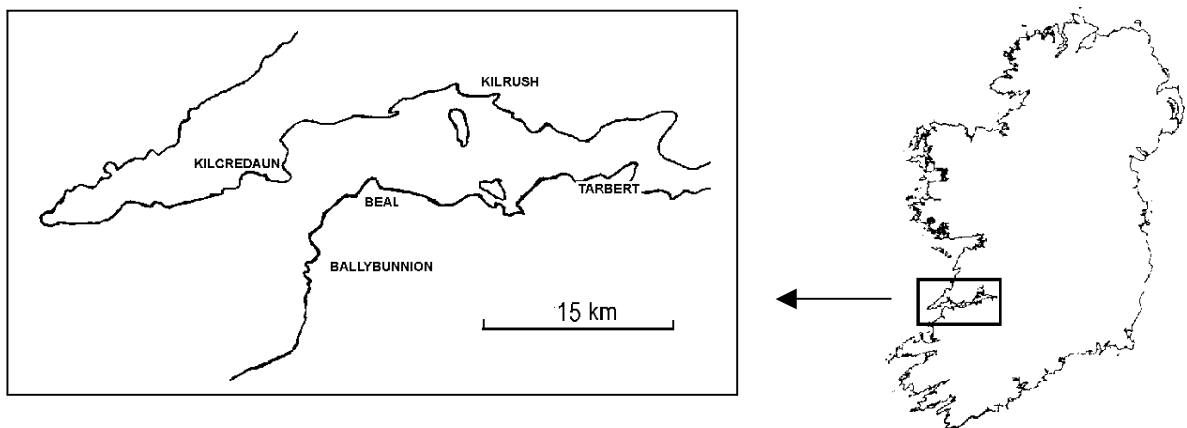 KILRUSH
KILCREDAUN
TARBERT
BEAL
BALLYBUNNION
15 km